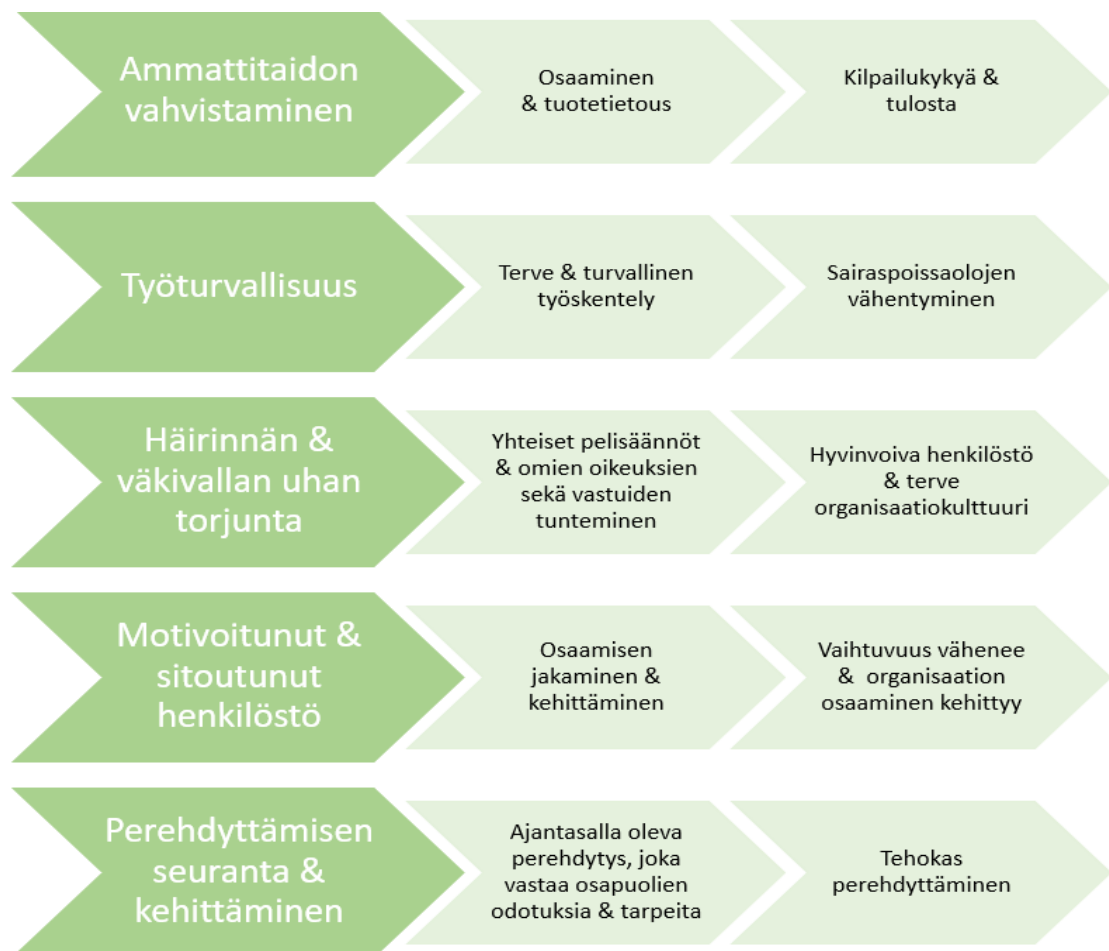 Ammattitaidon
vahvistaminen
Osaaminen
& tuotetietous
Kilpailukykyä &
tulosta
Työturvallisuus
Terve & turvallinen
työskentely
Sairaspoissaolojen
vähentyminen
Häirinnän &
väkivallan uhan
torjunta
Yhteiset pelisäännöt
& omien oikeuksien
sekä vastuiden
tunteminen
Hyvinvoiva henkilöstö
& terve
organisaatiokulttuuri
Motivoitunut &
sitoutunut
henkilöstö
Osaamisen
jakaminen &
kehittäminen
Vaihtuvuus vähenee
& organisaation
osaaminen kehittyy
Perehdyttämisen
seuranta &
kehittäminen
Ajantasalla oleva
perehdytys, joka
vastaa osapuolien
odotuksia & tarpeita
Tehokas
perehdyttäminen